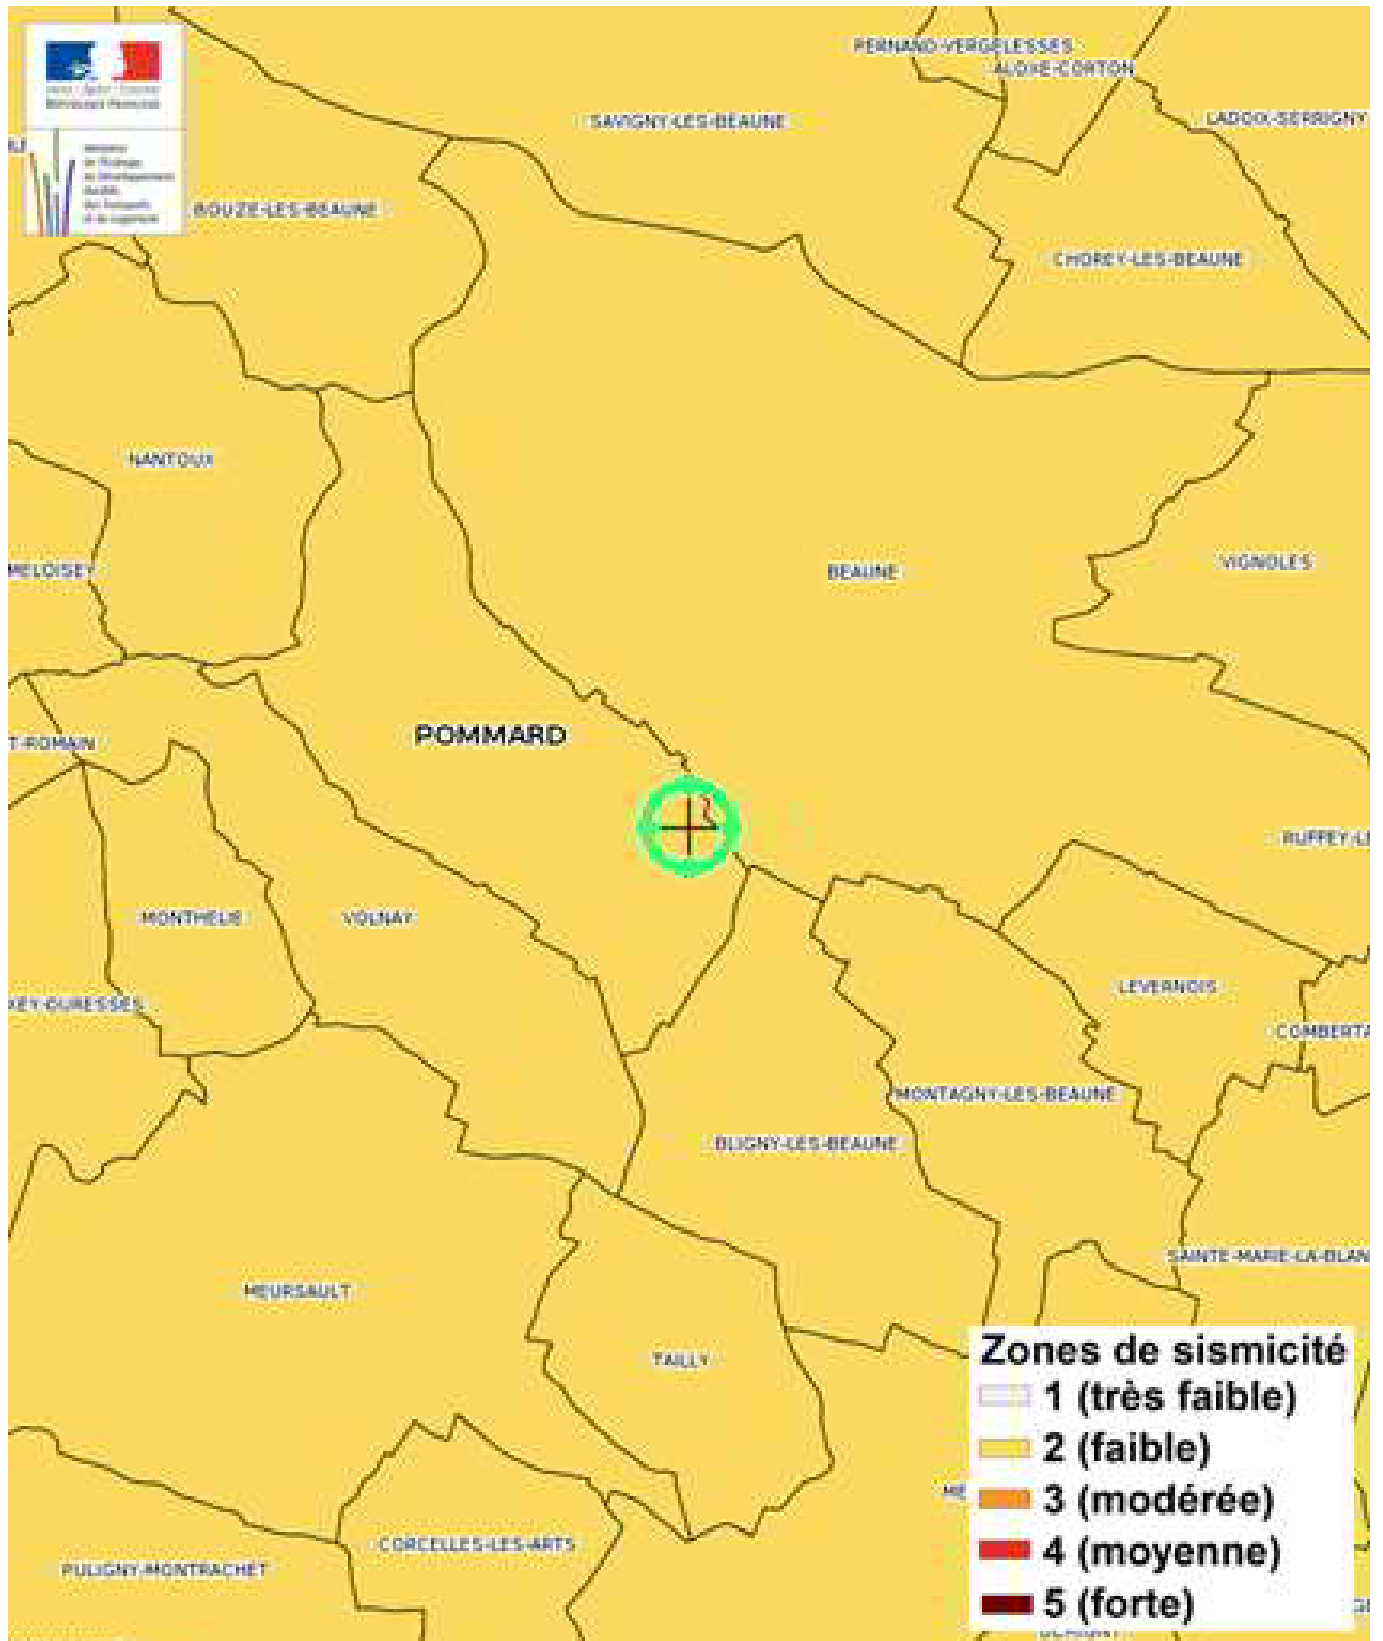 PERNAND-VERGELESSES
ALOXE-CORTON
SAVIGNY-LES-BEAUNE
LADOIX-SERRIGNY
BOUZE-LES-BEAUNE
CHOREY-LES-BEAUNE
NANTOUX
MELOISEY
BEAUNE
VIGNOLES
POMMARD
T-ROMAIN
RUFFEY-LE
MONTHELIE
VOLNAY
LEVERNOIS
XEY-DURESSES
COMBERTA
MONTAGNY-LES-BEAUNE
BLIGNY-LES-BEAUNE
SAINTE-MARIE-LA-BLAN
MEURSAULT
TAILLY
Zones de sismicité
1 (très faible)
2 (faible)
3 (modérée)
4 (moyenne)
5 (forte)
ME
CORCELLES-LES-ARTS
PULIGNY-MONTRACHET